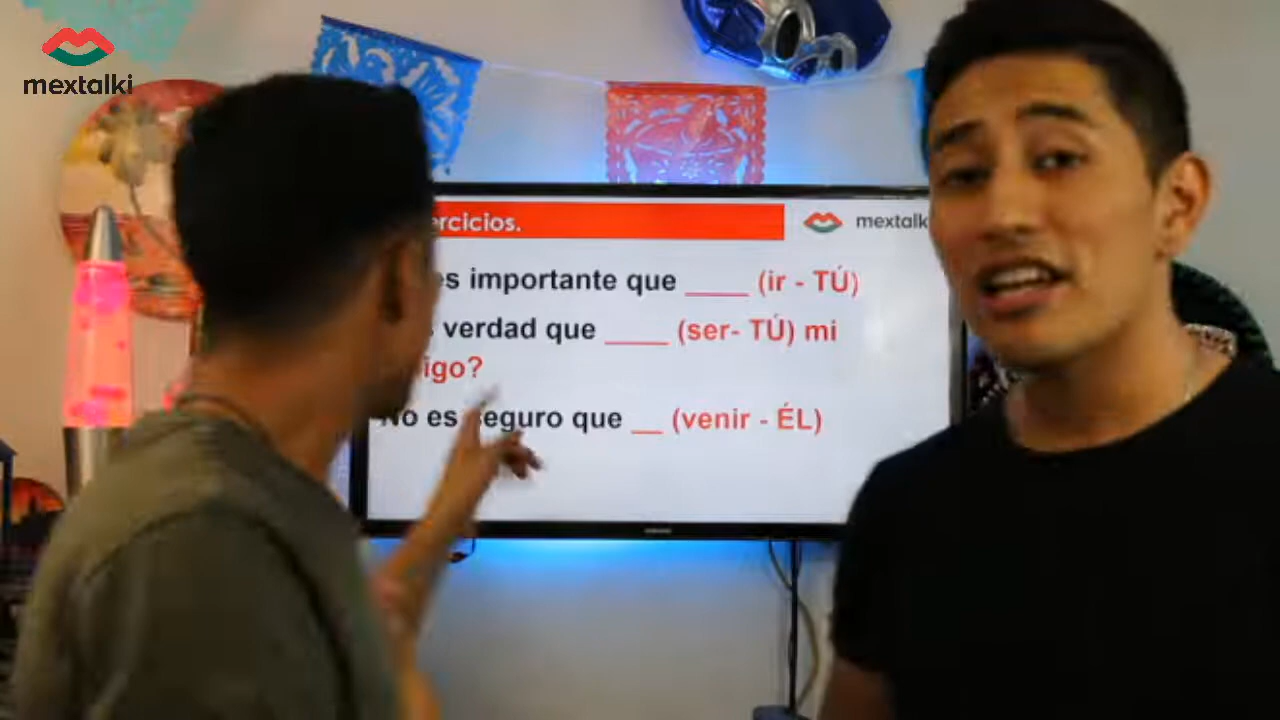 mextalki
ercicios.
mextalk
es importante que ____ (ir - TÚ)
verdad que ____ (ser- TÚ) mi
igo?
No es seguro que __ (venir - ÉL)